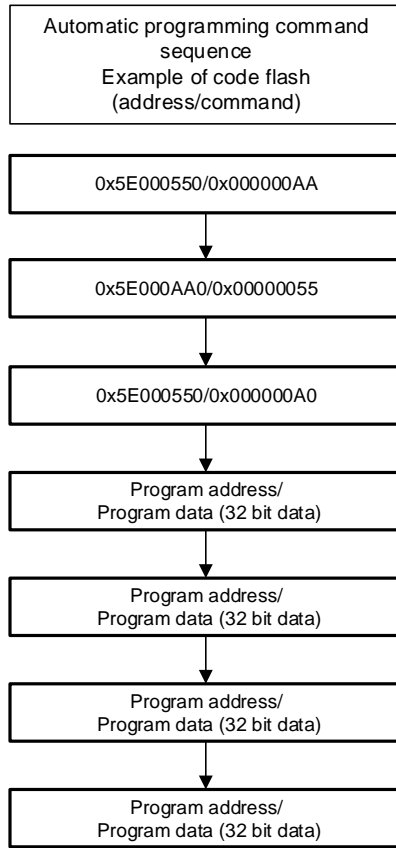 Automatic programming command
sequence
Example of code flash
(address/command)
0x5E000550/0x000000AA
0x5E000AA0/0x00000055
0x5E000550/0x000000A0
Program address/
Program data (32 bit data)
Program address/
Program data (32 bit data)
Program address/
Program data (32 bit data)
Program address/
Program data (32 bit data)